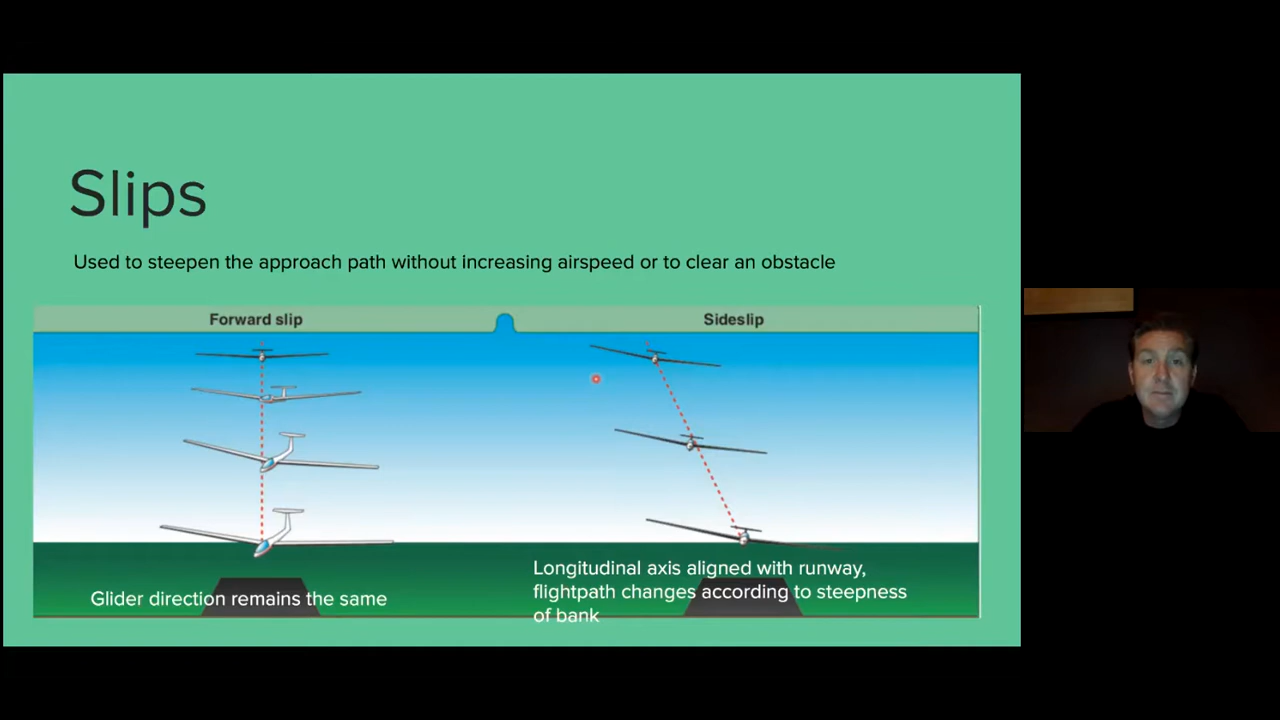 Slips
Used to steepen the approach path without increasing airspeed or to clear an obstacle
Forward slip
Sideslip
Glider direction remains the same
Longitudinal axis aligned with runway,
flightpath changes according to steepness
of bank